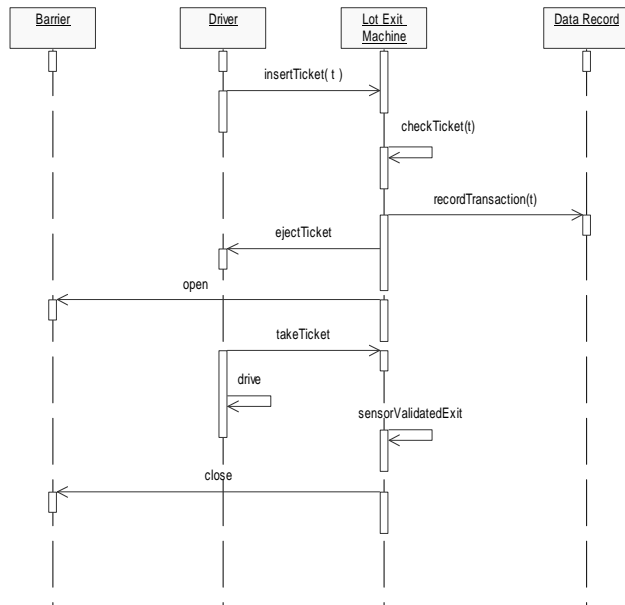 Barrier
Driver
Lot Exit
Machine
Data Record
insertTicket( t )
checkTicket(t)
recordTransaction(t)
ejectTicket
open
takeTicket
drive
sensorValidatedExit
close